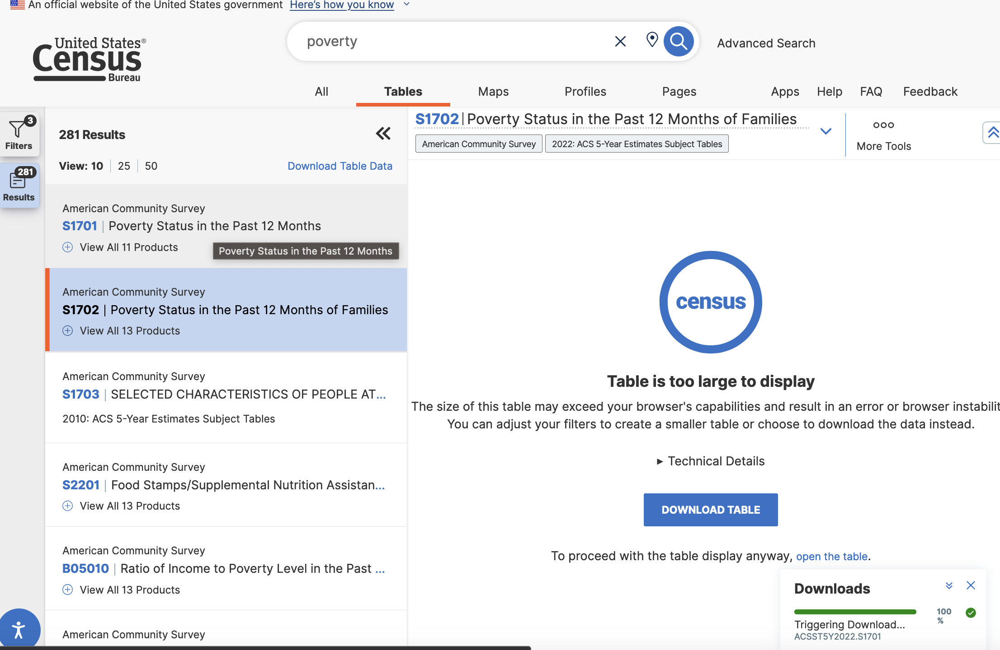 An official website of the United States government Here's how you know
United States®
Census
Bureau
poverty
Advanced Search
All
Tables
Maps
Profiles
Pages
Apps
Help
FAQ
Feedback
3
Filters
281
Results
281 Results
View: 10 | 25 | 50
Download Table Data
American Community Survey
S1701 | Poverty Status in the Past 12 Months
View All 11 Products
Poverty Status in the Past 12 Months
American Community Survey
S1702 | Poverty Status in the Past 12 Months of Families
View All 13 Products
American Community Survey
S1703 | SELECTED CHARACTERISTICS OF PEOPLE AT...
2010: ACS 5-Year Estimates Subject Tables
American Community Survey
S2201 | Food Stamps/Supplemental Nutrition Assistan...
View All 13 Products
American Community Survey
B05010 | Ratio of Income to Poverty Level in the Past ...
View All 13 Products
American Community Survey
S1702 | Poverty Status in the Past 12 Months of Families
American Community Survey
2022: ACS 5-Year Estimates Subject Tables
More Tools
census
Table is too large to display
The size of this table may exceed your browser's capabilities and result in an error or browser instabilit
You can adjust your filters to create a smaller table or choose to download the data instead.
Technical Details
DOWNLOAD TABLE
To proceed with the table display anyway, open the table.
Downloads
100
%
Triggering Download...
ACSST5Y2022.S1701